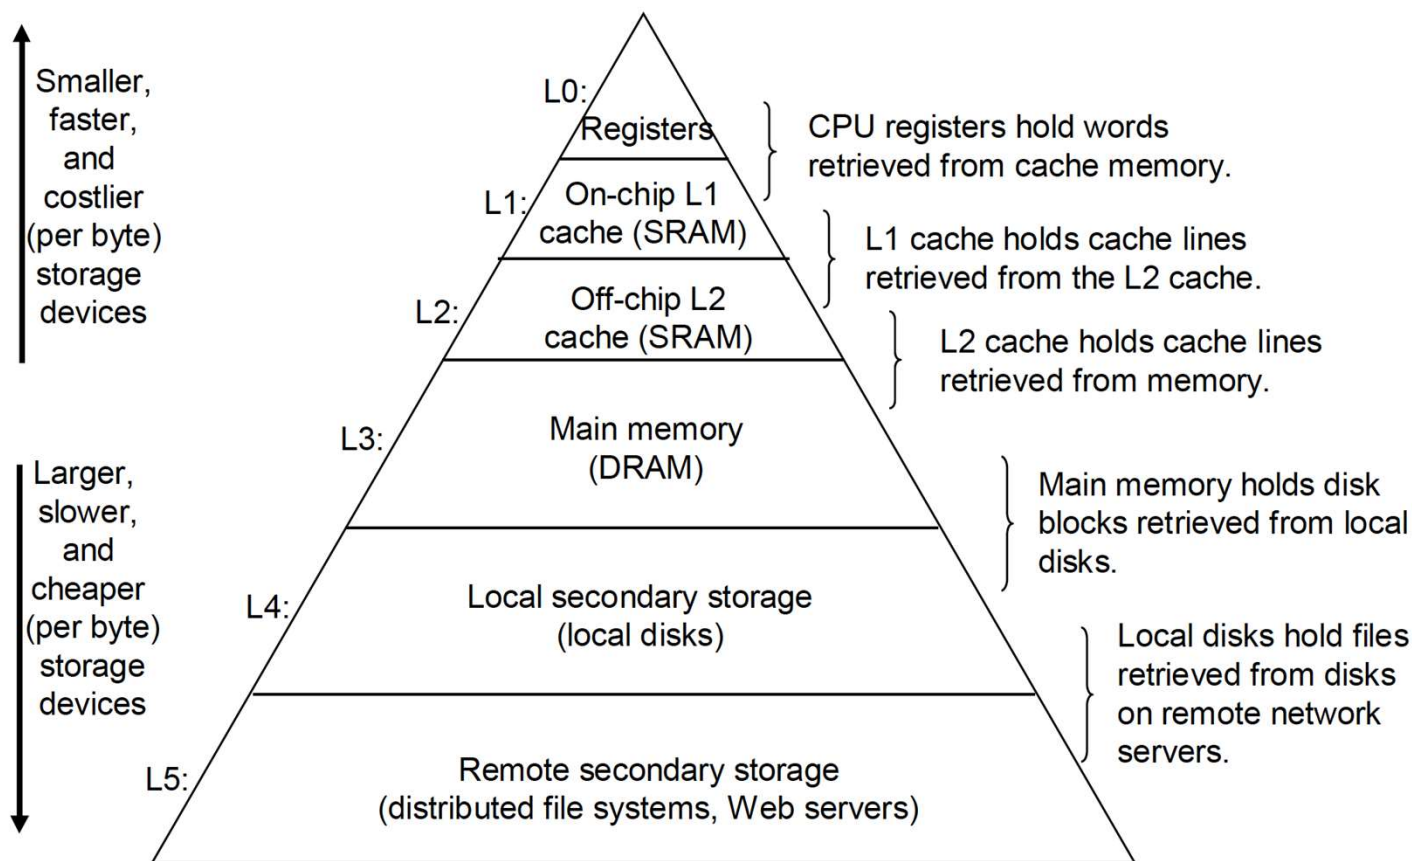 Smaller,
faster,
and
costlier
(per byte)
storage
devices
Larger,
slower,
and
cheaper
(per byte)
storage
devices
L0:
Registers
L1:
On-chip L1
cache (SRAM)
L2:
Off-chip L2
cache (SRAM)
L3:
Main memory
(DRAM)
L4:
Local secondary storage
(local disks)
L5:
Remote secondary storage
(distributed file systems, Web servers)
CPU registers hold words
retrieved from cache memory.
L1 cache holds cache lines
retrieved from the L2 cache.
L2 cache holds cache lines
retrieved from memory.
Main memory holds disk
blocks retrieved from local
disks.
Local disks hold files
retrieved from disks
on remote network
servers.